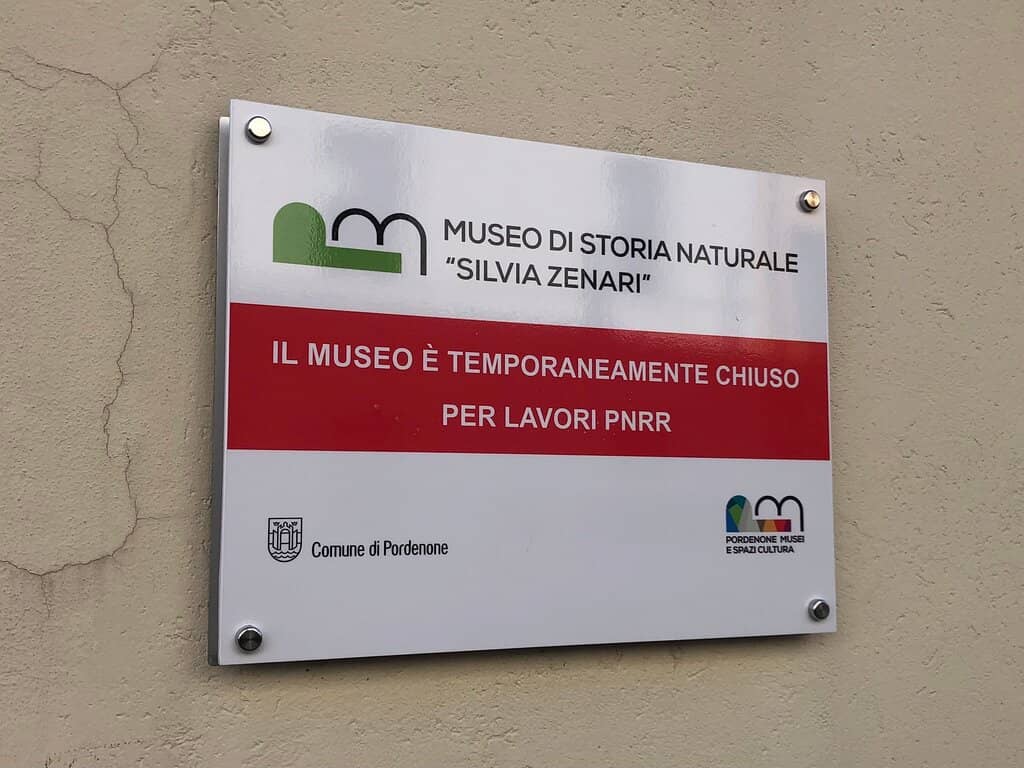 MUSEO DI STORIA NATURALE
"SILVIA ZENARI"
IL MUSEO È TEMPORANEAMENTE CHIUSO
PER LAVORI PNRR
Comune di Pordenone
PORDENONE MUSEI
E SPAZI CULTURA